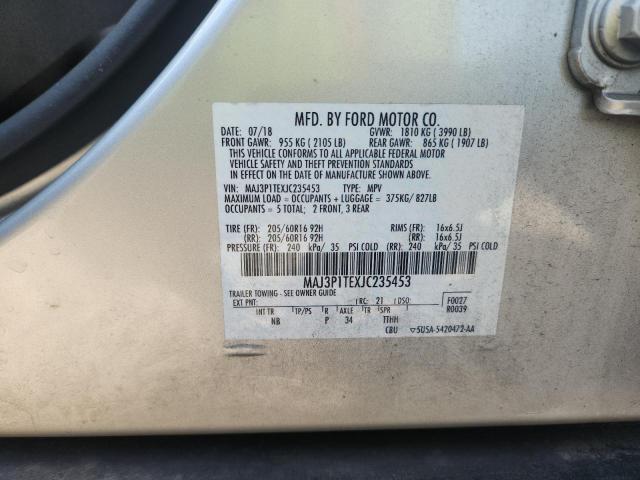 MFD. BY FORD MOTOR CO.
DATE: 07/18 GVWR: 1810 KG ( 3990 LB)
FRONT GAWR: 955 KG ( 2105 LB) REAR GAWR: 865 KG ( 1907 LB)
THIS VEHICLE CONFORMS TO ALL APPLICABLE FEDERAL MOTOR
VEHICLE SAFETY AND THEFT PREVENTION STANDARDS
IN EFFECT ON THE DATE OF MANUFACTURE SHOWN ABOVE.
VIN: MAJ3P1TEXJC235453 TYPE: MPV
MAXIMUM LOAD = OCCUPANTS + LUGGAGE = 375KG/ 827LB
OCCUPANTS = 5 TOTAL; 2 FRONT, 3 REAR
TIRE (FR): 205/60R16 92H RIMS (FR): 16x6.5J
(RR): 205/60R16 92H (RR): 16x6.5J
PRESSURE (FR): 240 kPa/ 35 PSI COLD (RR): 240 kPa/ 35 PSI COLD
MAJ3P1TEXJC235453
TRAILER TOWING - SEE OWNER GUIDE
EXT PNT: RC: 21 DSO: F0027
R0039
INT TR TP/PS R AXLE TR SPR
NB P 34 TTHH
CBU ▽5USA-5420472-AA